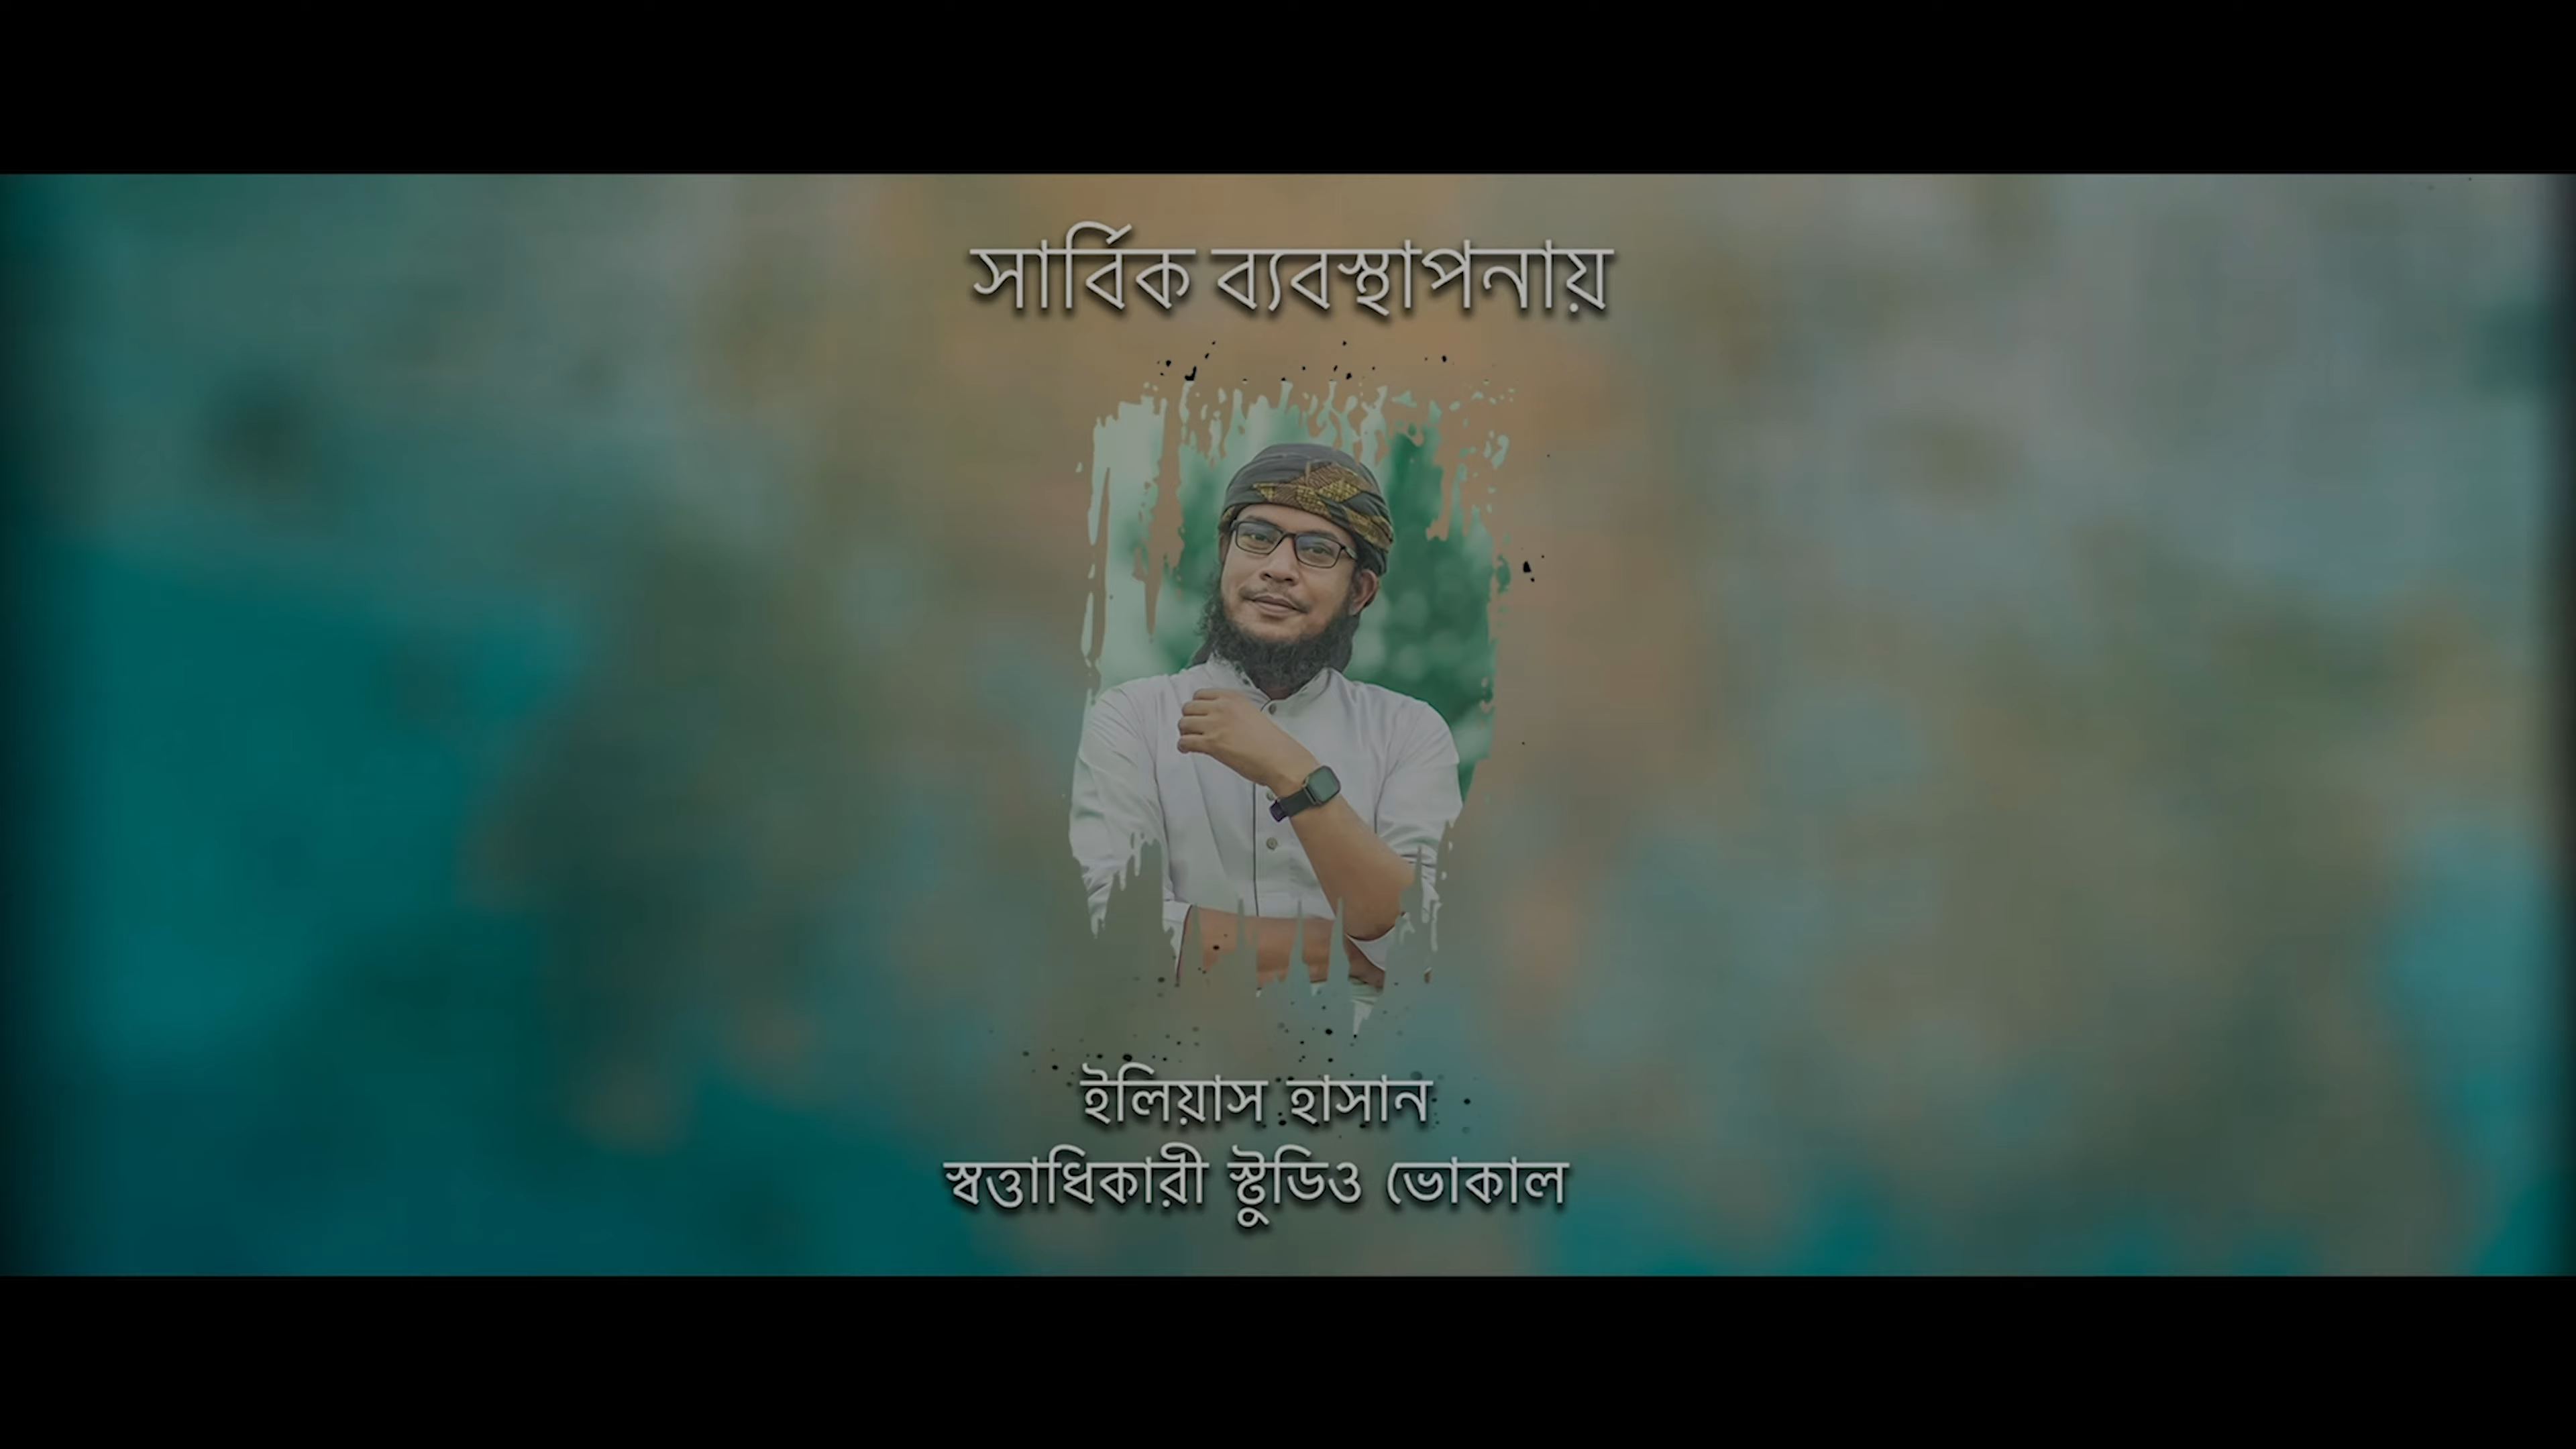 সার্বিক ব্যবস্থাপনায়
ইলিয়াস হাসান
স্বত্তাধিকারী স্টুডিও ভোকাল